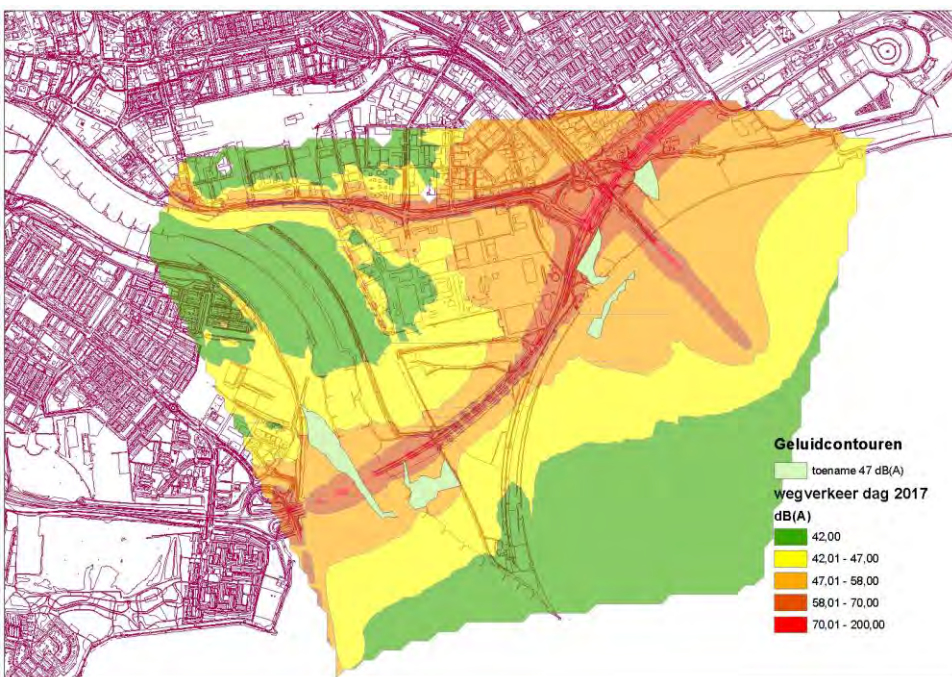 Geluidcontouren
toename 47 dB(A)
wegverkeer dag 2017
dB(A)
42,00
42,01 - 47,00
47,01 - 58,00
58,01 - 70,00
70,01 - 200,00